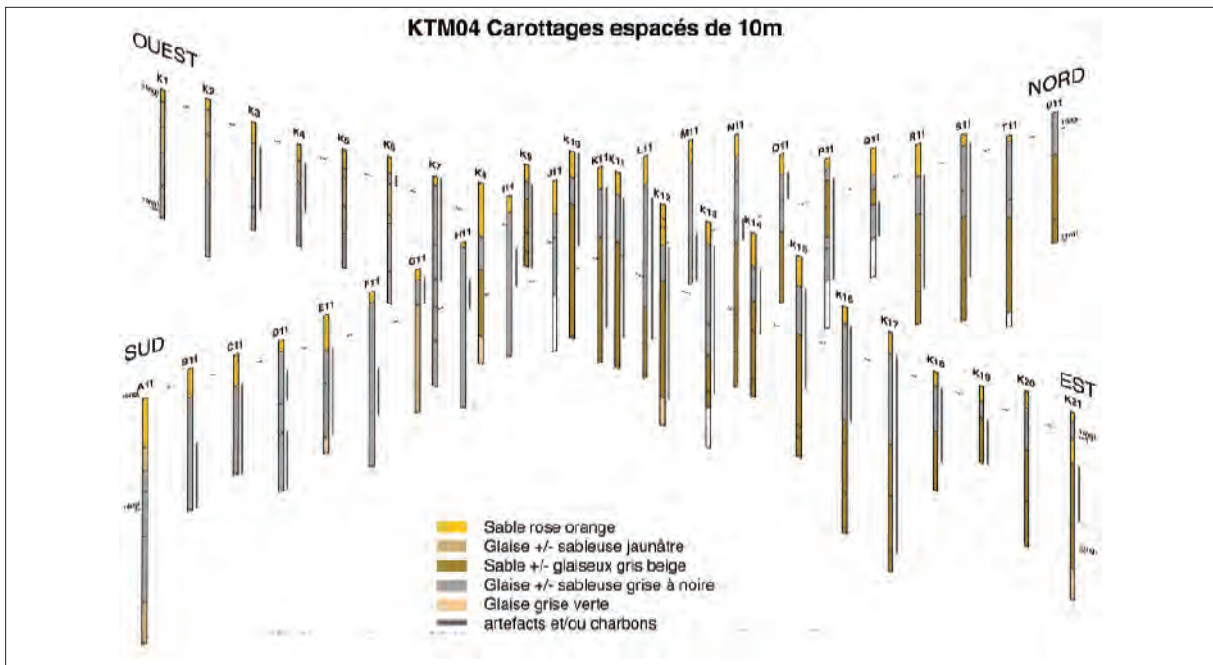 KTM04 Carottages espacés de 10m
OUEST
NORD
K1
K2
K3
K4
K5
K6
K7
K8
I11
K9
J11
K10
K11
K11
L11
K12
M11
K13
N11
K14
O11
K15
P11
Q11
R11
S11
T11
U11
H11
G11
F11
E11
D11
C11
B11
A11
SUD
K16
K17
K18
K19
K20
EST
K21
Sable rose orange
Glaise +/- sableuse jaunâtre
Sable +/- glaiseux gris beige
Glaise +/- sableuse grise à noire
Glaise grise verte
artefacts et/ou charbons